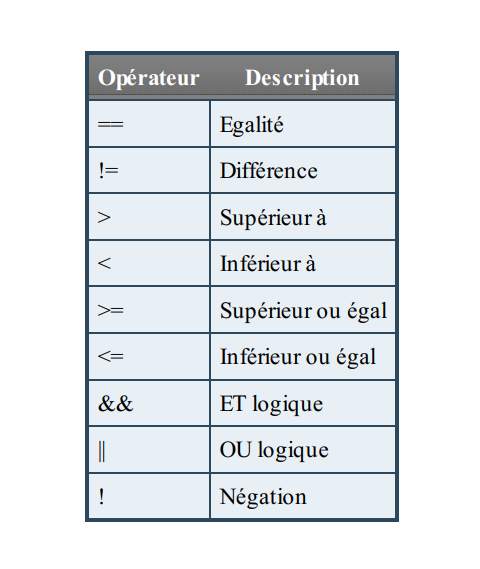 Opérateur Description
== Egalité
!= Différence
> Supérieur à
< Inférieur à
>= Supérieur ou égal
<= Inférieur ou égal
&& ET logique
|| OU logique
! Négation